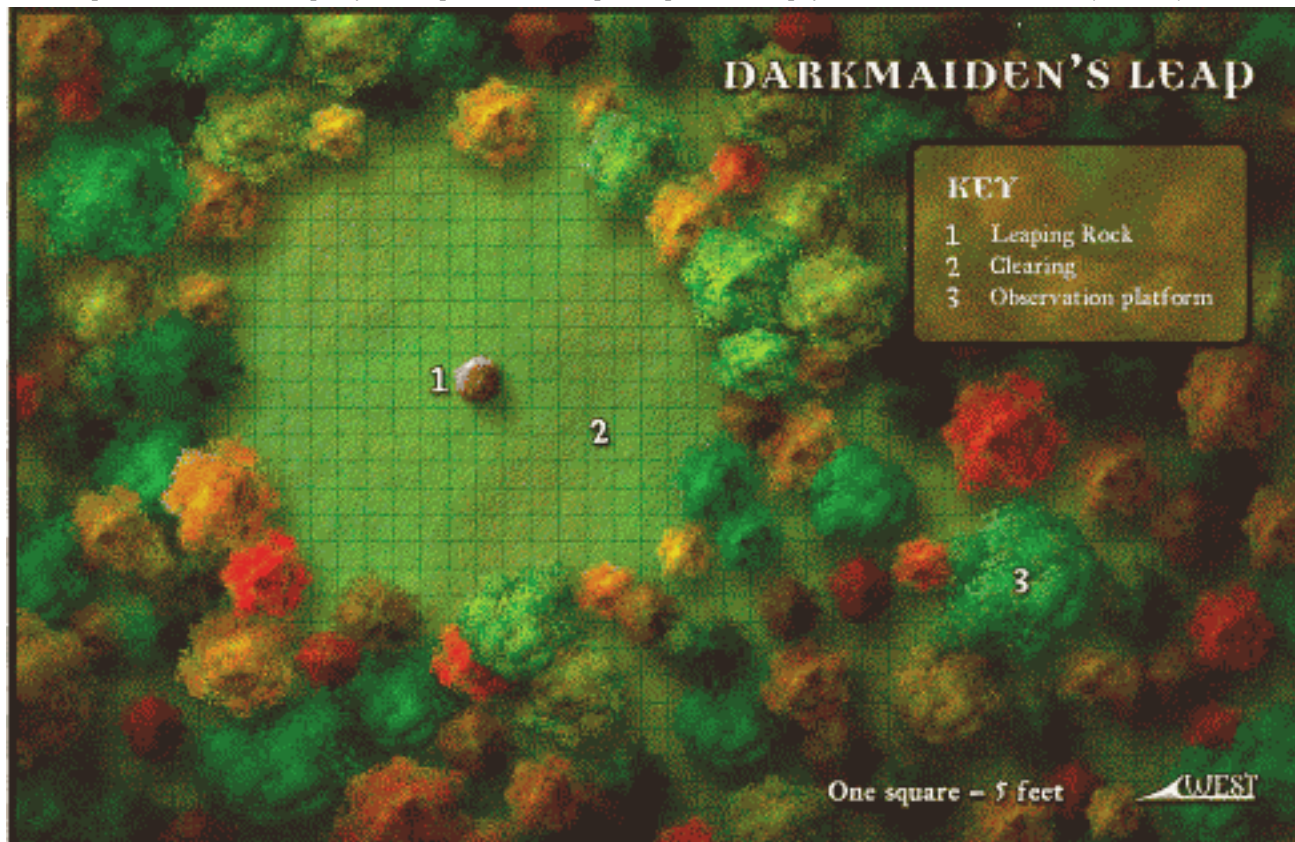 DARKMAIDEN'S LEAP
KEY
1 Leaping Rock
2 Clearing
3 Observation platform
1
2
3
One square = 5 feet
WEST